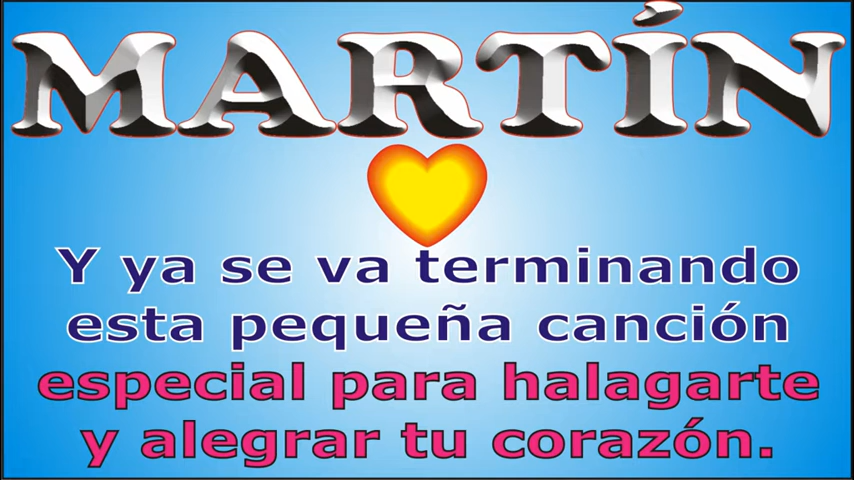 MARTÍN
Y ya se va terminando
esta pequeña canción
especial para halagarte
y alegrar tu corazón.